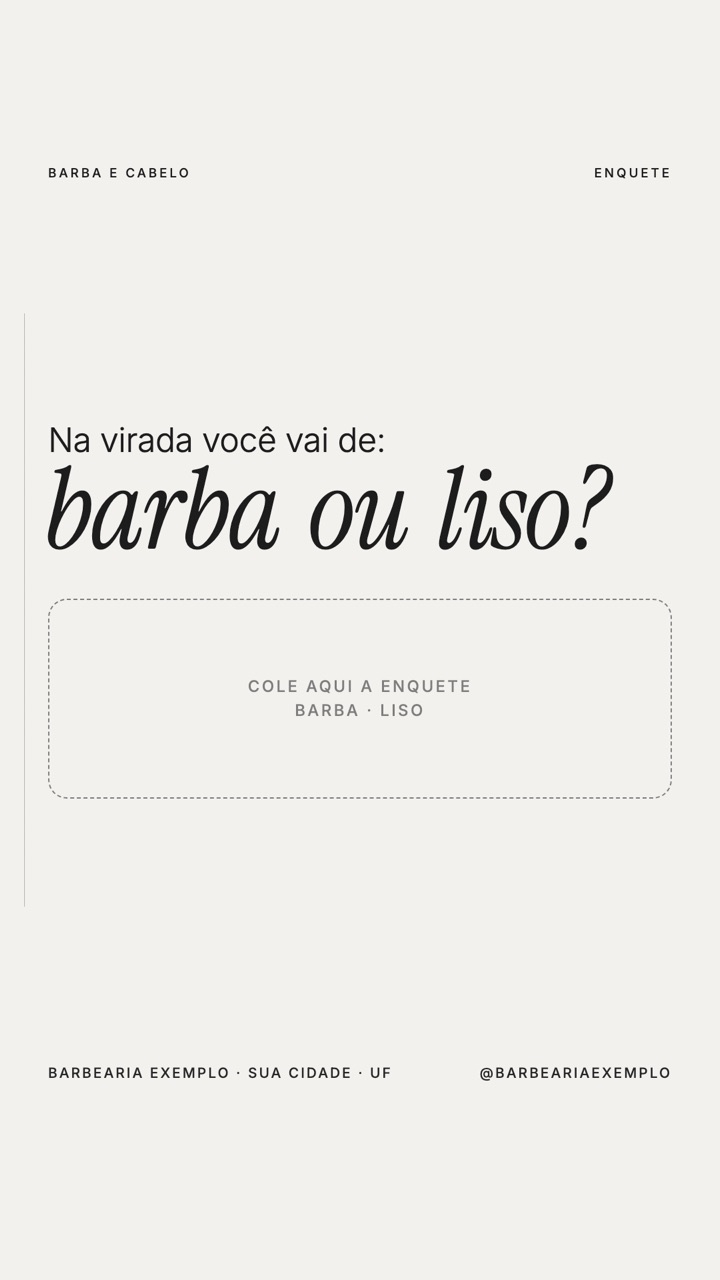 BARBA E CABELO
ENQUETE
Na virada você vai de:
barba ou liso?
COLE AQUI A ENQUETE
BARBA · LISO
BARBEARIA EXEMPLO · SUA CIDADE · UF
@BARBEARIAEXEMPLO